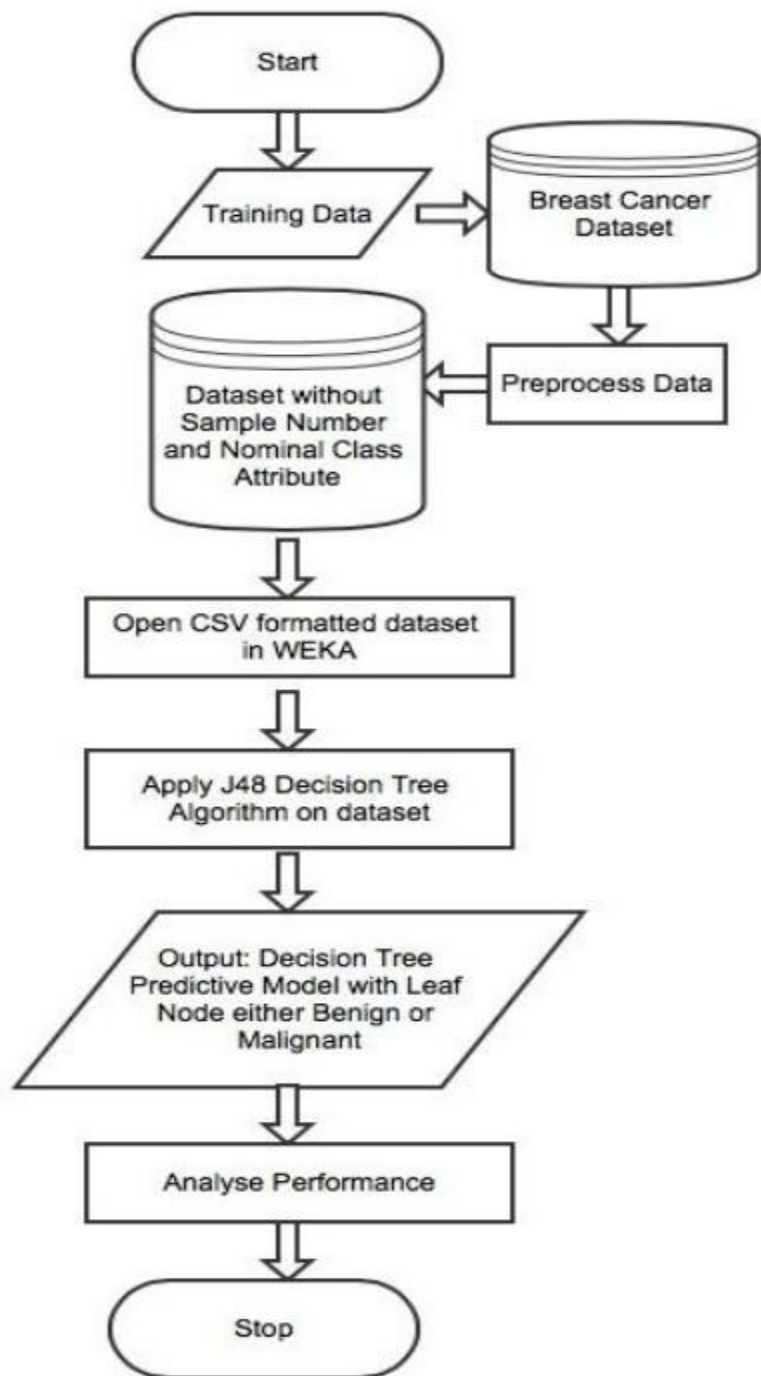 Start
Training Data
Breast Cancer
Dataset
Preprocess Data
Dataset without
Sample Number
and Nominal Class
Attribute
Open CSV formatted dataset
in WEKA
Apply J48 Decision Tree
Algorithm on dataset
Output: Decision Tree
Predictive Model with Leaf
Node either Benign or
Malignant
Analyse Performance
Stop